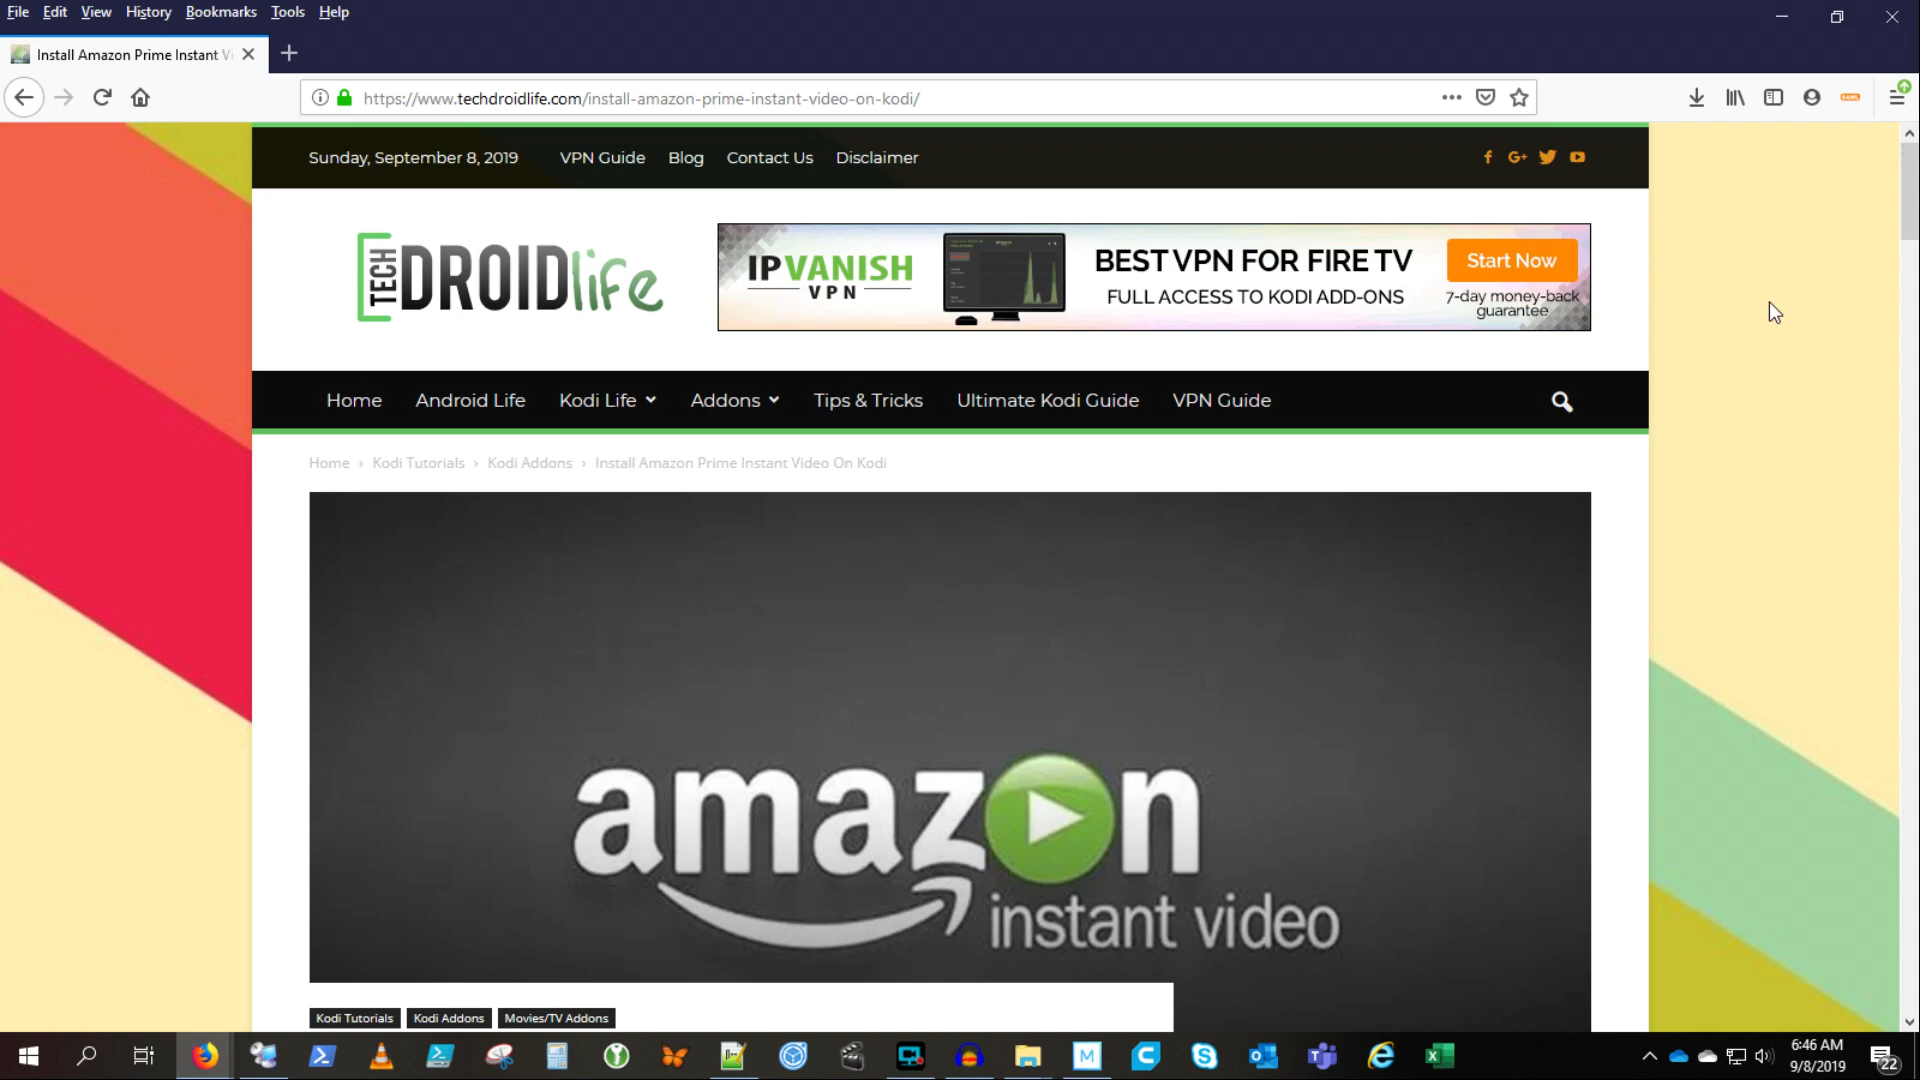 File Edit View History Bookmarks Tools Help
Install Amazon Prime Instant Vi
https://www.techdroidlife.com/install-amazon-prime-instant-video-on-kodi/
SAML
Sunday, September 8, 2019 VPN Guide Blog Contact Us Disclaimer
G+
TECH DROIDlife
IPVANISH
VPN
BEST VPN FOR FIRE TV
FULL ACCESS TO KODI ADD-ONS
Start Now
7-day money-back
guarantee
Home Android Life Kodi Life Addons Tips & Tricks Ultimate Kodi Guide VPN Guide
Home › Kodi Tutorials › Kodi Addons › Install Amazon Prime Instant Video On Kodi
amazon
instant video
Kodi Tutorials Kodi Addons Movies/TV Addons
6:46 AM
9/8/2019
22